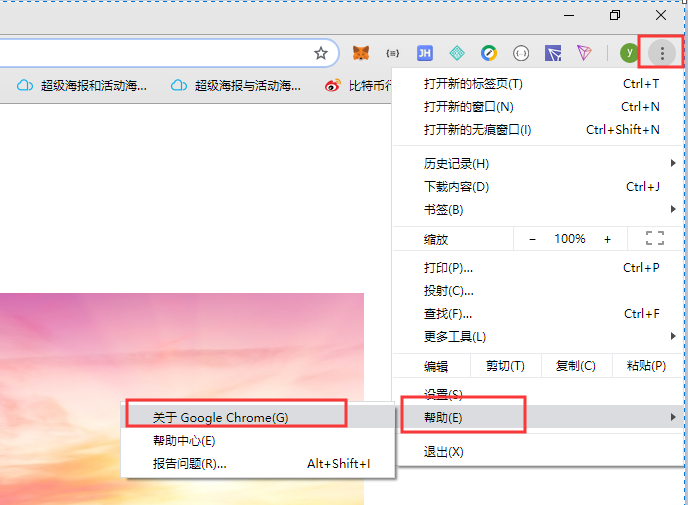 JH
y
超级海报和活动海...
超级海报与活动海...
比特币行
打开新的标签页(T) Ctrl+T
打开新的窗口(N) Ctrl+N
打开新的无痕窗口(I) Ctrl+Shift+N
历史记录(H)
下载内容(D) Ctrl+J
书签(B)
缩放 − 100% +
打印(P)... Ctrl+P
投射(C)...
查找(F)... Ctrl+F
更多工具(L)
编辑 剪切(T) 复制(C) 粘贴(P)
设置(S)
帮助(E)
退出(X)
关于 Google Chrome(G)
帮助中心(E)
报告问题(R)... Alt+Shift+I